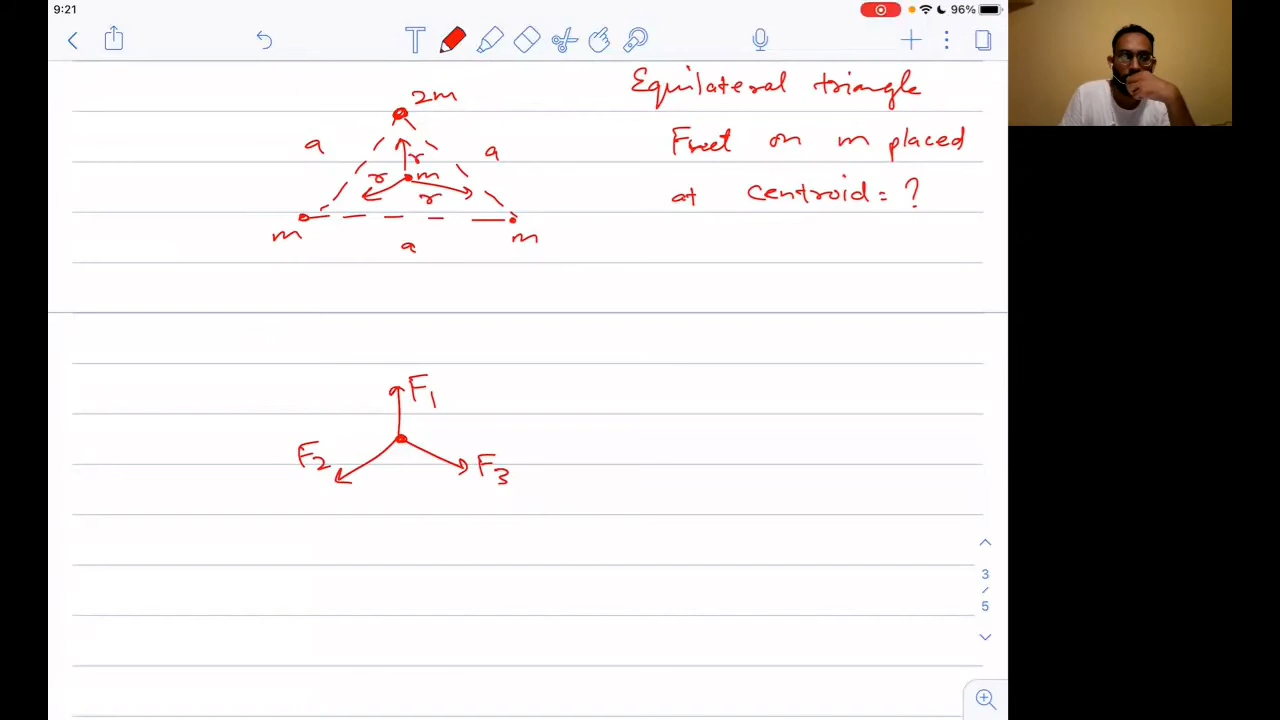 9:21
96%
T
2m
Equilateral triangle
a
a
Fnet on m placed
r
r
m
r
at centroid = ?
m
m
a
F1
F2
F3
3
/
5